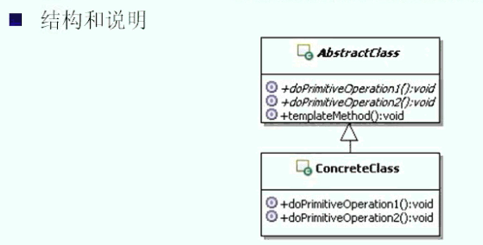 结构和说明
AbstractClass
+doPrimitiveOperation1():void
+doPrimitiveOperation2():void
+templateMethod():void
ConcreteClass
+doPrimitiveOperation1():void
+doPrimitiveOperation2():void